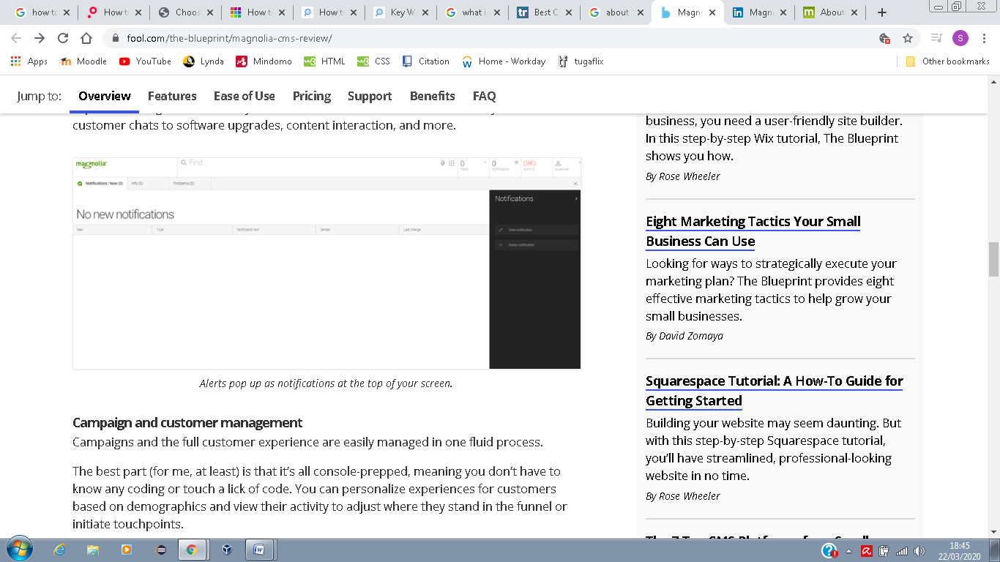 how to
How to
Choos
How to
How t
Key W
what i
Best C
about
Magn
Magn
About
fool.com/the-blueprint/magnolia-cms-review/
S
Apps
Moodle
YouTube
Lynda
Mindomo
HTML
CSS
Citation
Home - Workday
tugaflix
Other bookmarks
Jump to:
Overview
Features
Ease of Use
Pricing
Support
Benefits
FAQ
customer chats to software upgrades, content interaction, and more.
magnolia
Find...
0
Tasks
0
Notifications
LIVE
superuser
Notifications | New (0)
Info (0)
Problems (0)
No new notifications
New
Type
Notification text
Sender
Last change
Notifications
View notification
Delete notification
Alerts pop up as notifications at the top of your screen.
Campaign and customer management
Campaigns and the full customer experience are easily managed in one fluid process.
The best part (for me, at least) is that it's all console-prepped, meaning you don't have to
know any coding or touch a lick of code. You can personalize experiences for customers
based on demographics and view their activity to adjust where they stand in the funnel or
initiate touchpoints.
business, you need a user-friendly site builder.
In this step-by-step Wix tutorial, The Blueprint
shows you how.
By Rose Wheeler
Eight Marketing Tactics Your Small
Business Can Use
Looking for ways to strategically execute your
marketing plan? The Blueprint provides eight
effective marketing tactics to help grow your
small businesses.
By David Zomaya
Squarespace Tutorial: A How-To Guide for
Getting Started
Building your website may seem daunting. But
with this step-by-step Squarespace tutorial,
you'll have streamlined, professional-looking
website in no time.
By Rose Wheeler
18:45
22/03/2020